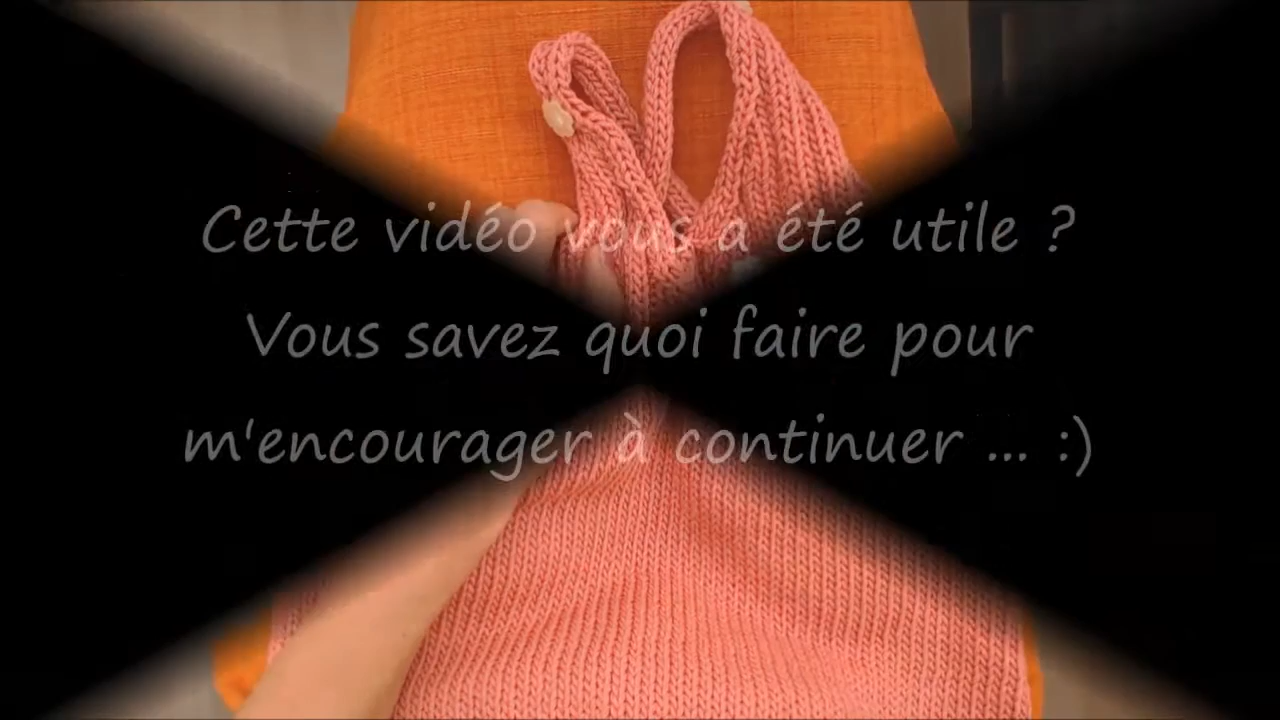 Cette vidéo vous a été utile ?
Vous savez quoi faire pour
m'encourager à continuer ... :)